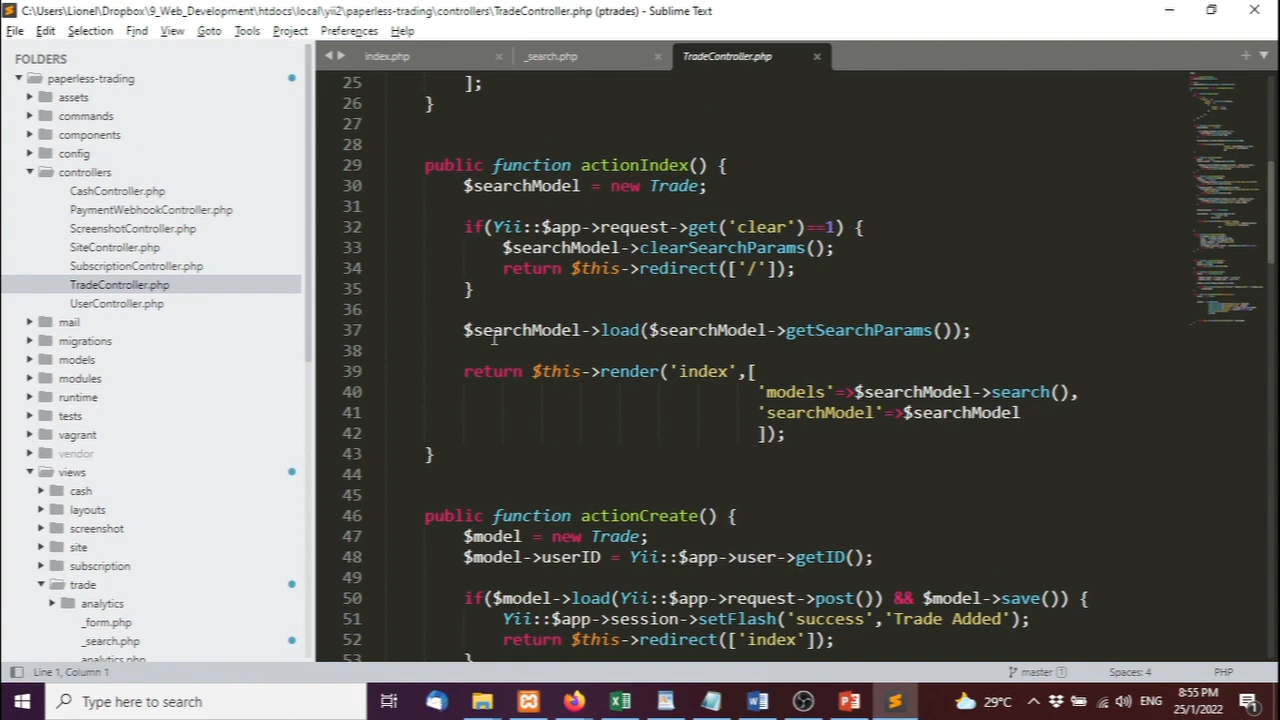 C:\Users\Lionel\Dropbox\9_Web_Development\htdocs\local\yii2\paperless-trading\controllers\TradeController.php (ptrades) - Sublime Text
File Edit Selection Find View Goto Tools Project Preferences Help
FOLDERS
paperless-trading
assets
commands
components
config
controllers
CashController.php
PaymentWebhookController.php
ScreenshotController.php
SiteController.php
SubscriptionController.php
TradeController.php
UserController.php
mail
migrations
models
modules
runtime
tests
vagrant
vendor
views
cash
layouts
screenshot
site
subscription
trade
analytics
_form.php
_search.php
analytics.php
index.php _search.php TradeController.php
25 ];
26 }
27
28
29 public function actionIndex() {
30 $searchModel = new Trade;
31
32 if(Yii::$app->request->get('clear')==1) {
33 $searchModel->clearSearchParams();
34 return $this->redirect(['/']);
35 }
36
37 $searchModel->load($searchModel->getSearchParams());
38
39 return $this->render('index',[
40 'models'=>$searchModel->search(),
41 'searchModel'=>$searchModel
42 ]);
43 }
44
45
46 public function actionCreate() {
47 $model = new Trade;
48 $model->userID = Yii::$app->user->getID();
49
50 if($model->load(Yii::$app->request->post()) && $model->save()) {
51 Yii::$app->session->setFlash('success','Trade Added');
52 return $this->redirect(['index']);
53 }
Line 1, Column 1 master 1 Spaces: 4 PHP
Type here to search 29°C ENG 8:55 PM
25/1/2022